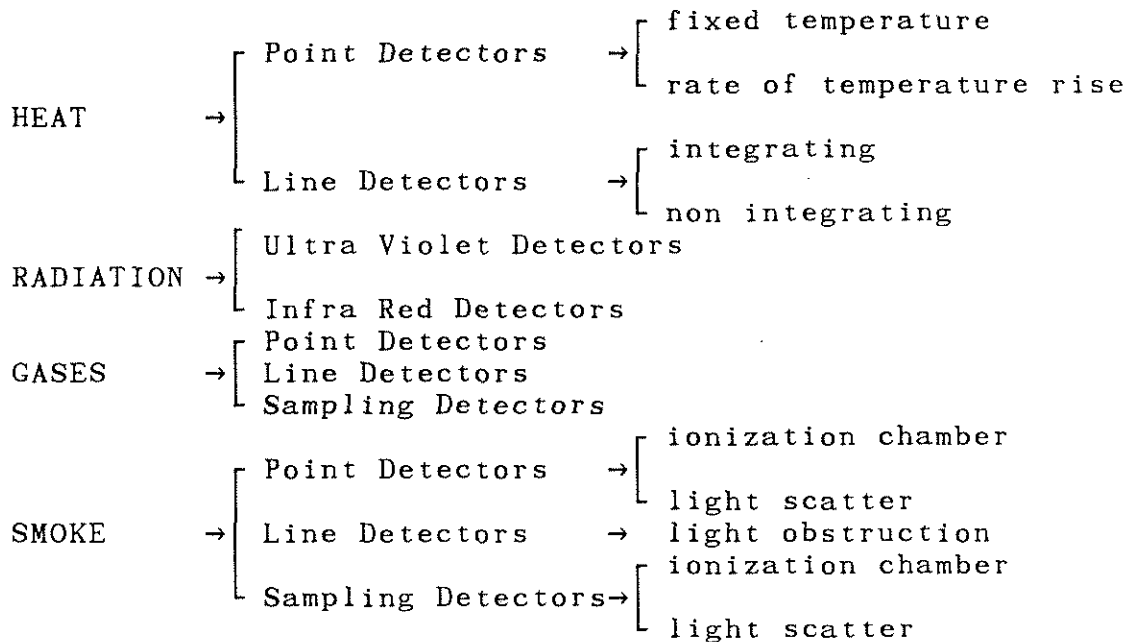 fixed temperature
Point Detectors →
rate of temperature rise
HEAT →
integrating
Line Detectors →
non integrating
Ultra Violet Detectors
RADIATION →
Infra Red Detectors
Point Detectors
GASES → Line Detectors
Sampling Detectors
ionization chamber
Point Detectors →
light scatter
SMOKE → Line Detectors → light obstruction
ionization chamber
Sampling Detectors→
light scatter